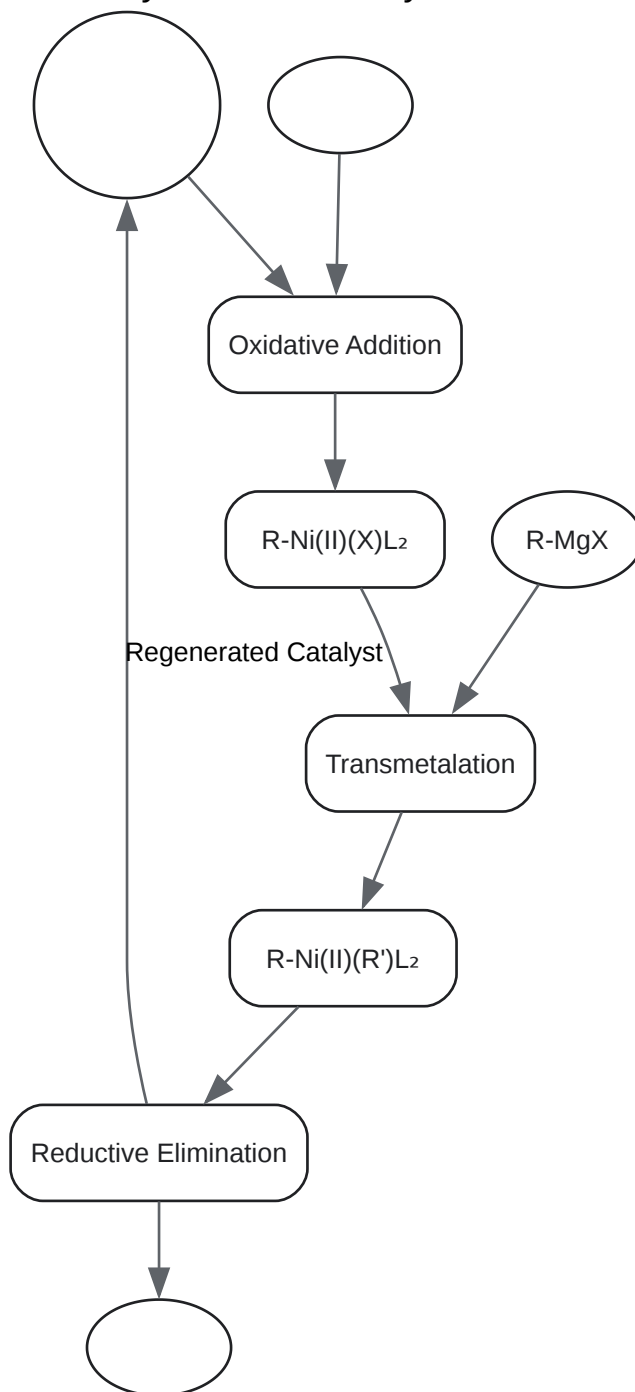 Oxidative Addition
R-Ni(II)(X)L₂
R-MgX
Regenerated Catalyst
Transmetalation
R-Ni(II)(R')L₂
Reductive Elimination